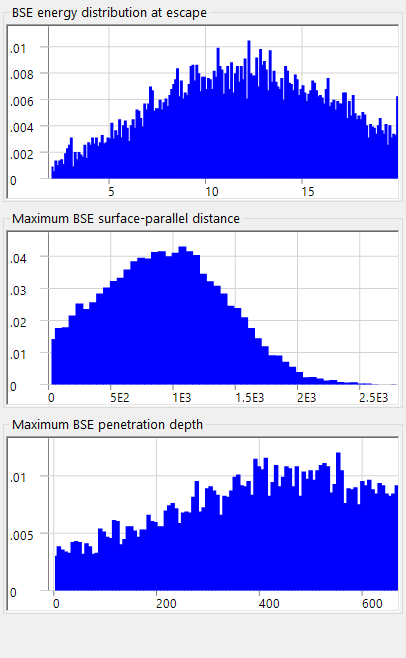 BSE energy distribution at escape
.01
.008
.006
.004
.002
0
5 10 15
Maximum BSE surface-parallel distance
.04
.03
.02
.01
0
0 5E2 1E3 1.5E3 2E3 2.5E3
Maximum BSE penetration depth
.01
.005
0
0 200 400 600